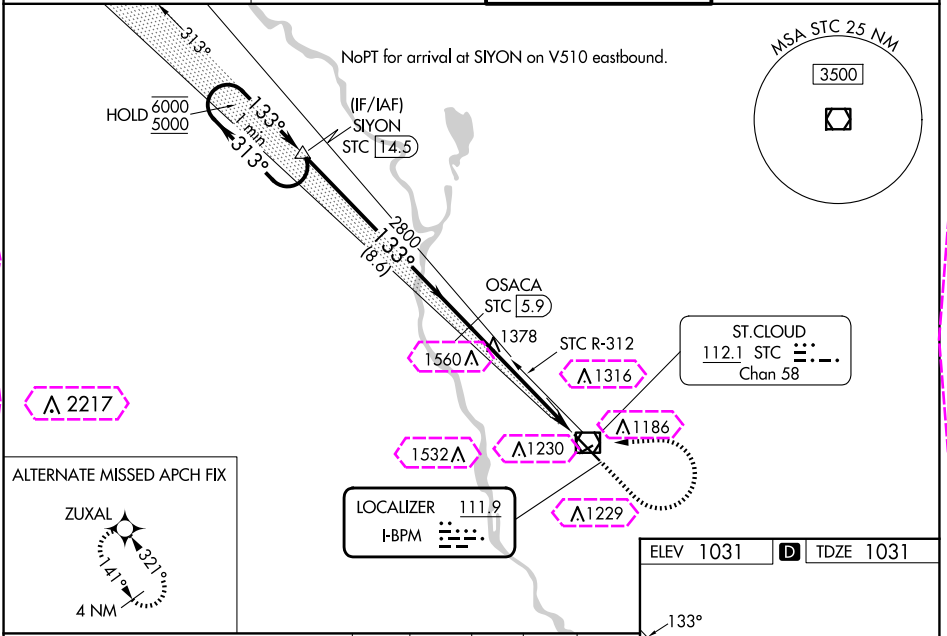 313°
NoPT for arrival at SIYON on V510 eastbound.
MSA STC 25 NM
3500
HOLD 6000
5000
133°
1 min
313°
(IF/IAF)
SIYON
STC 14.5
2800
133°
(8.6)
OSACA
STC 5.9
1378
1560
STC R-312
1316
ST.CLOUD
112.1 STC
Chan 58
2217
1186
1532
1230
1229
LOCALIZER 111.9
I-BPM
ALTERNATE MISSED APCH FIX
ZUXAL
141°
321°
4 NM
ELEV 1031 D TDZE 1031
133°